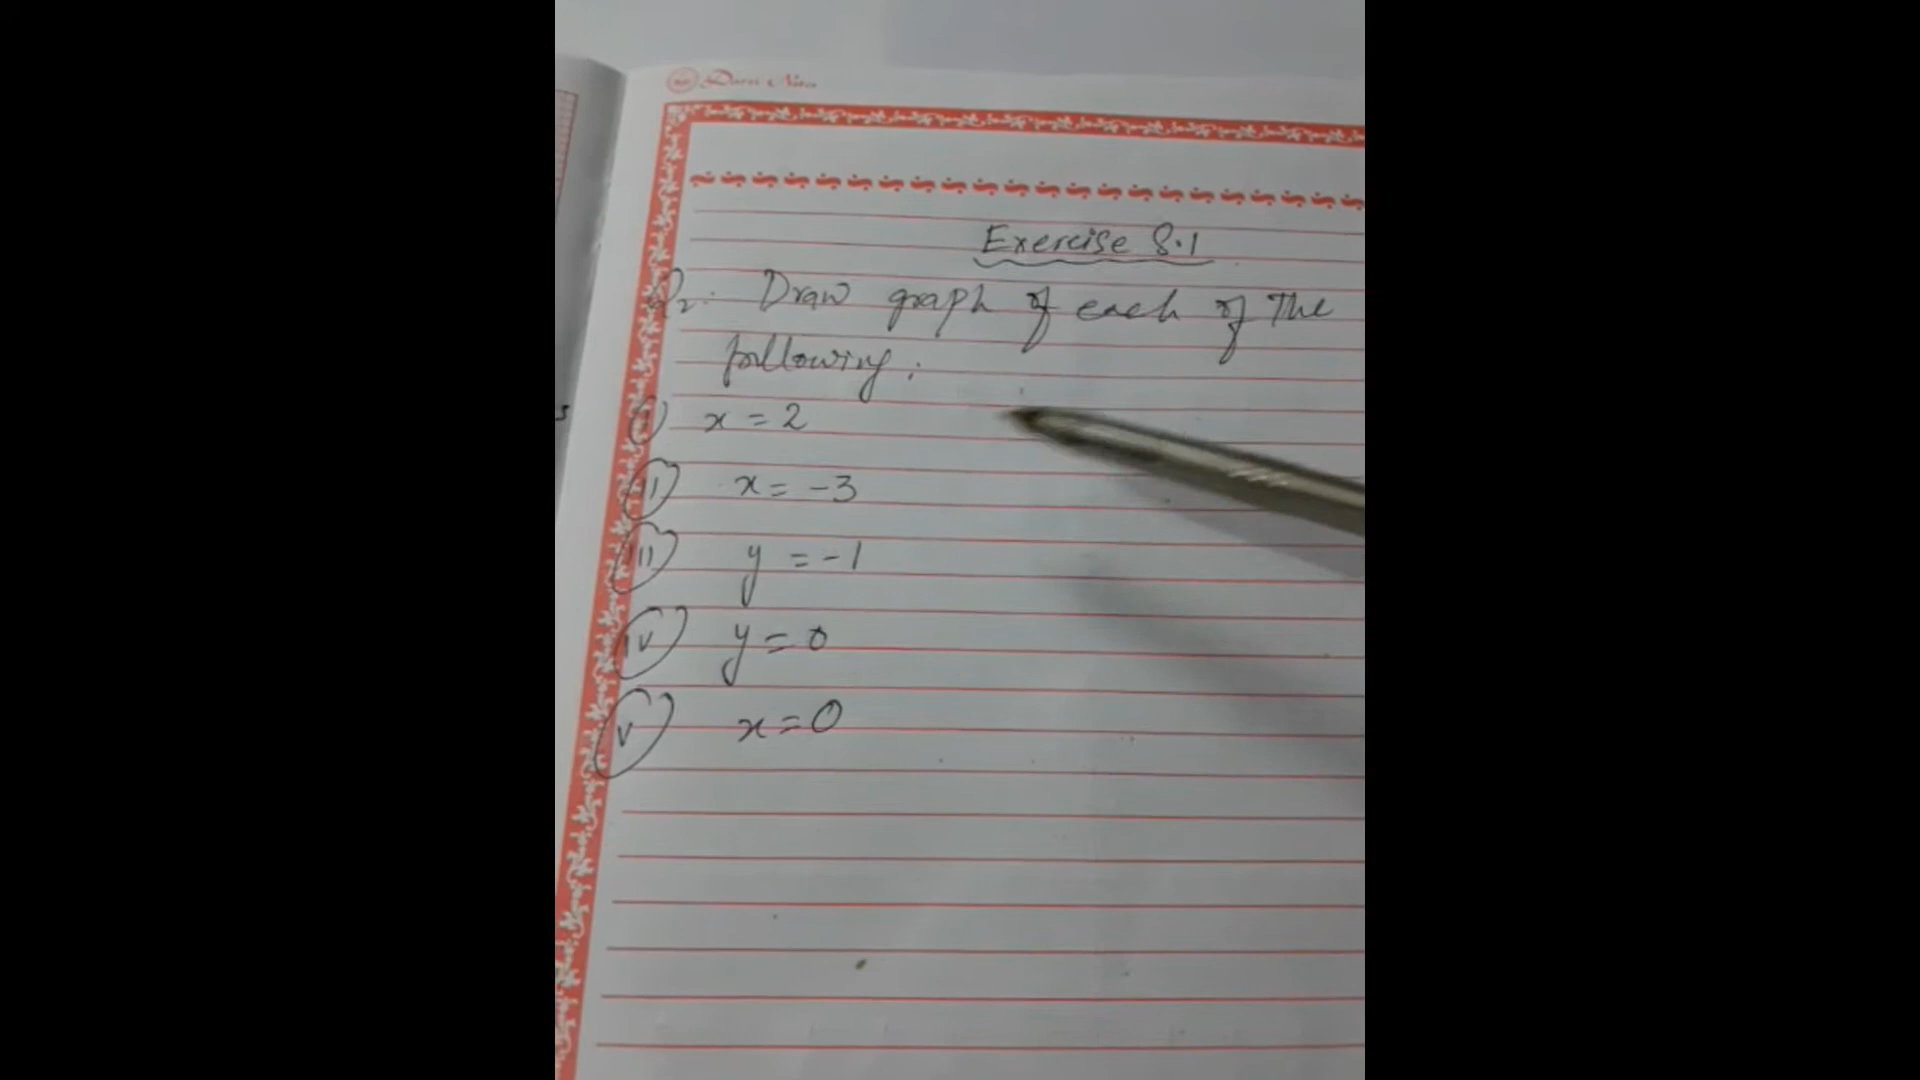 Exercise 8.1
Q2. Draw graph of each of The
following:
(i) x = 2
(ii) x = -3
(iii) y = -1
(iv) y = 0
(v) x = 0